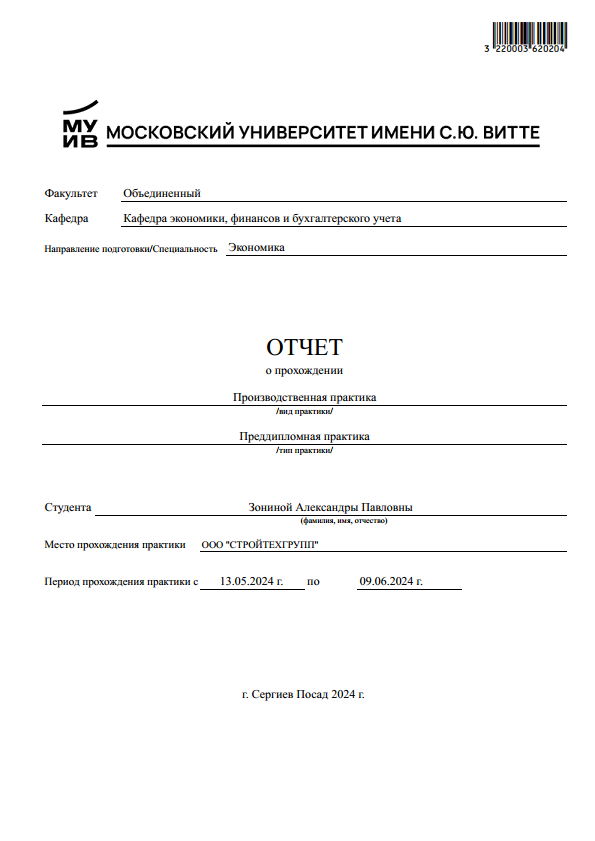 3 220003 620204
МУ
ИВ
МОСКОВСКИЙ УНИВЕРСИТЕТ ИМЕНИ С.Ю. ВИТТЕ
Факультет Объединенный
Кафедра Кафедра экономики, финансов и бухгалтерского учета
Направление подготовки/Специальность Экономика
ОТЧЕТ
о прохождении
Производственная практика
/вид практики/
Преддипломная практика
/тип практики/
Студента Зониной Александры Павловны
(фамилия, имя, отчество)
Место прохождения практики ООО "СТРОЙТЕХГРУПП"
Период прохождения практики с 13.05.2024 г. по 09.06.2024 г.
г. Сергиев Посад 2024 г.